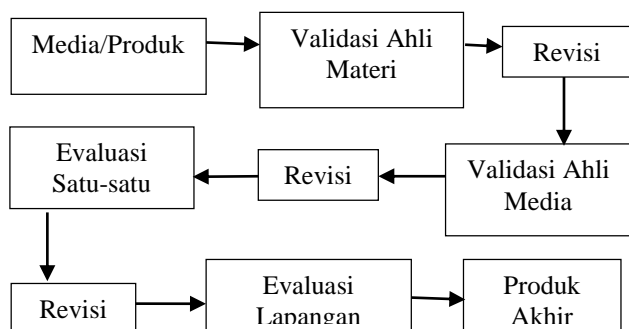 Media/Produk
Validasi Ahli
Materi
Revisi
Validasi Ahli
Media
Revisi
Evaluasi
Satu-satu
Revisi
Evaluasi
Lapangan
Produk
Akhir